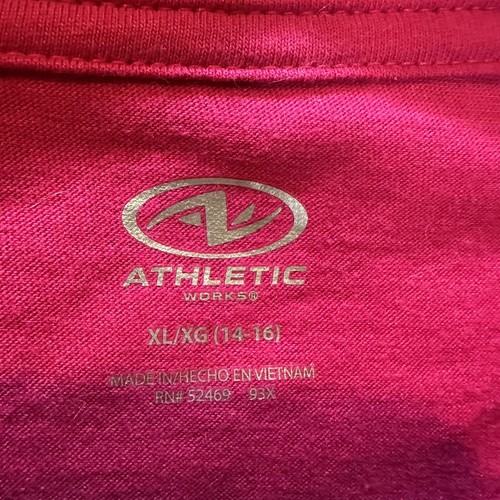 ATHLETIC
WORKS®
XL/XG (14-16)
MADE IN/HECHO EN VIETNAM
RN# 52469 93X